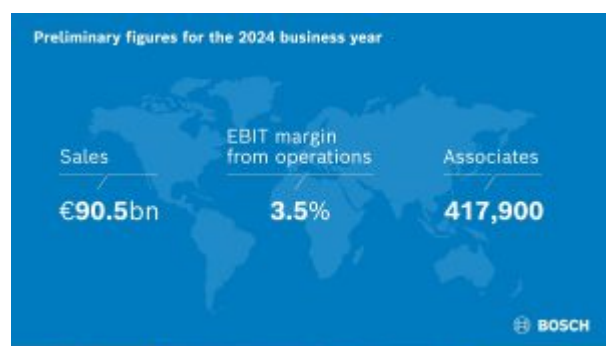 Preliminary figures for the 2024 business year
Sales
€90.5bn
EBIT margin
from operations
3.5%
Associates
417,900
BOSCH